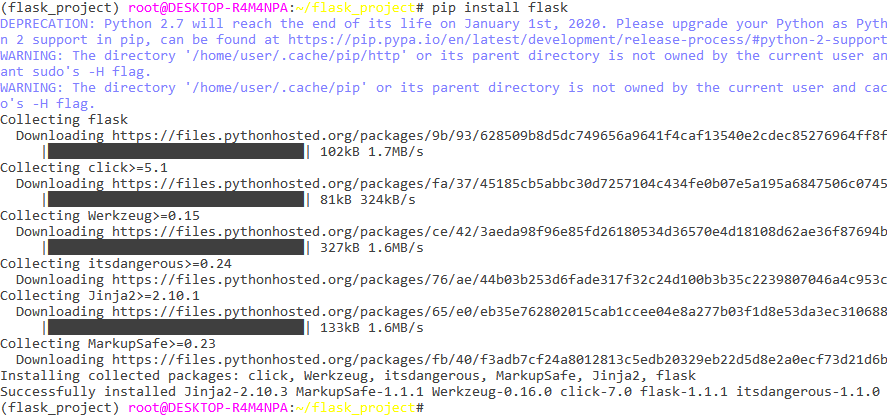 (flask_project) root@DESKTOP-R4M4NPA:~/flask_project# pip install flask
DEPRECATION: Python 2.7 will reach the end of its life on January 1st, 2020. Please upgrade your Python as Pyth
n 2 support in pip, can be found at https://pip.pypa.io/en/latest/development/release-process/#python-2-support
WARNING: The directory '/home/user/.cache/pip/http' or its parent directory is not owned by the current user an
ant sudo's -H flag.
WARNING: The directory '/home/user/.cache/pip' or its parent directory is not owned by the current user and cac
o's -H flag.
Collecting flask
Downloading https://files.pythonhosted.org/packages/9b/93/628509b8d5dc749656a9641f4caf13540e2cdec85276964ff8f
| | 102kB 1.7MB/s
Collecting click>=5.1
Downloading https://files.pythonhosted.org/packages/fa/37/45185cb5abbc30d7257104c434fe0b07e5a195a6847506c0745
| | 81kB 324kB/s
Collecting Werkzeug>=0.15
Downloading https://files.pythonhosted.org/packages/ce/42/3aeda98f96e85fd26180534d36570e4d18108d62ae36f87694b
| | 327kB 1.6MB/s
Collecting itsdangerous>=0.24
Downloading https://files.pythonhosted.org/packages/76/ae/44b03b253d6fade317f32c24d100b3b35c2239807046a4c953c
Collecting Jinja2>=2.10.1
Downloading https://files.pythonhosted.org/packages/65/e0/eb35e762802015cab1ccee04e8a277b03f1d8e53da3ec310688
| | 133kB 1.6MB/s
Collecting MarkupSafe>=0.23
Downloading https://files.pythonhosted.org/packages/fb/40/f3adb7cf24a8012813c5edb20329eb22d5d8e2a0ecf73d21d6b
Installing collected packages: click, Werkzeug, itsdangerous, MarkupSafe, Jinja2, flask
Successfully installed Jinja2-2.10.3 MarkupSafe-1.1.1 Werkzeug-0.16.0 click-7.0 flask-1.1.1 itsdangerous-1.1.0
(flask_project) root@DESKTOP-R4M4NPA:~/flask_project#